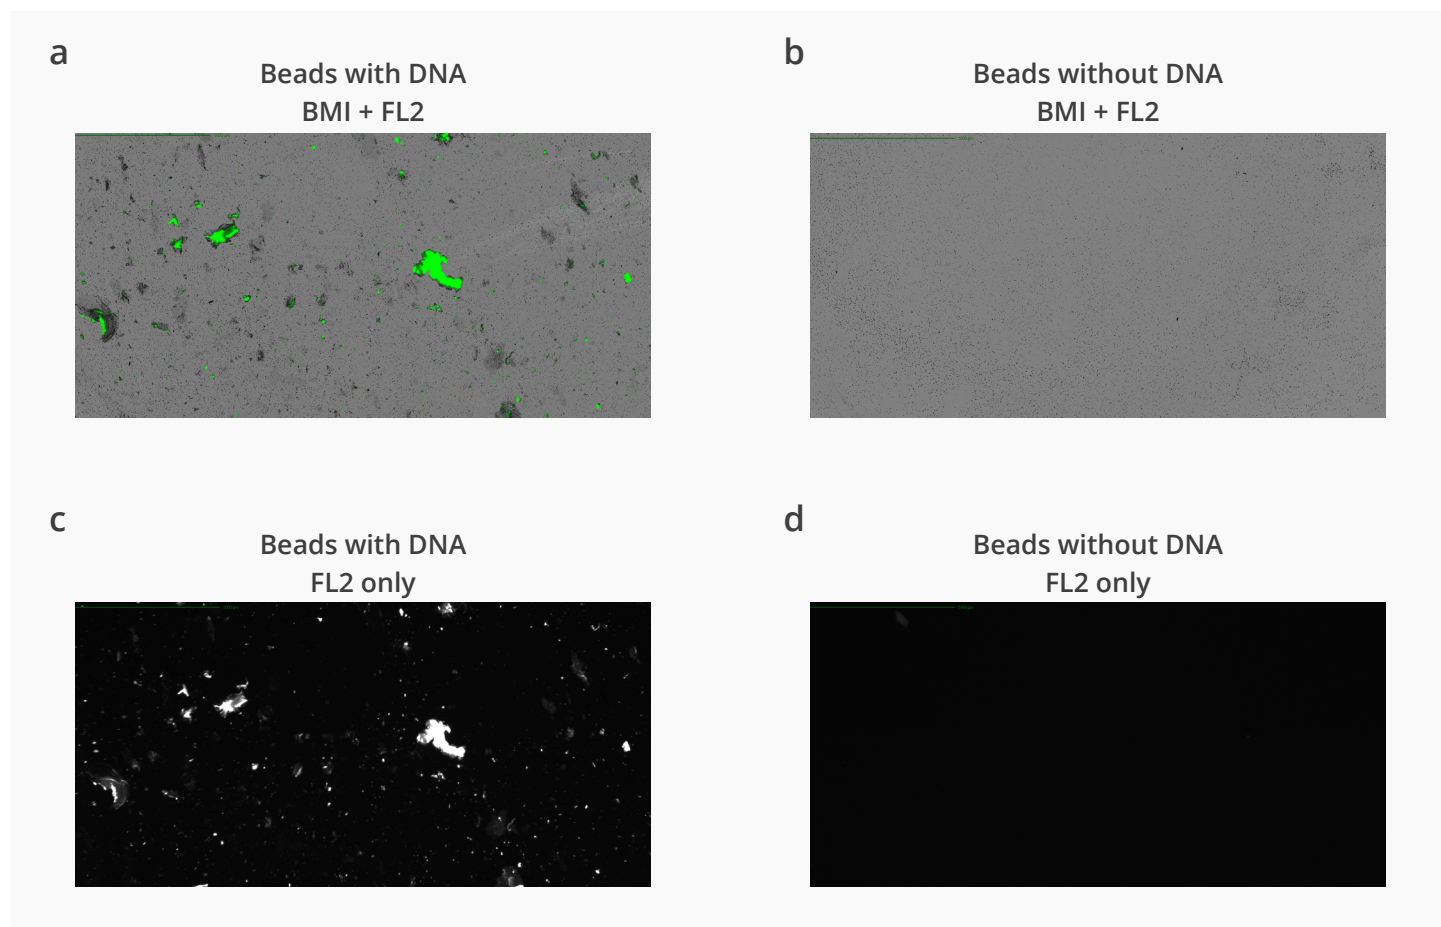 a
Beads with DNA
BMI + FL2
b
Beads without DNA
BMI + FL2
c
Beads with DNA
FL2 only
d
Beads without DNA
FL2 only